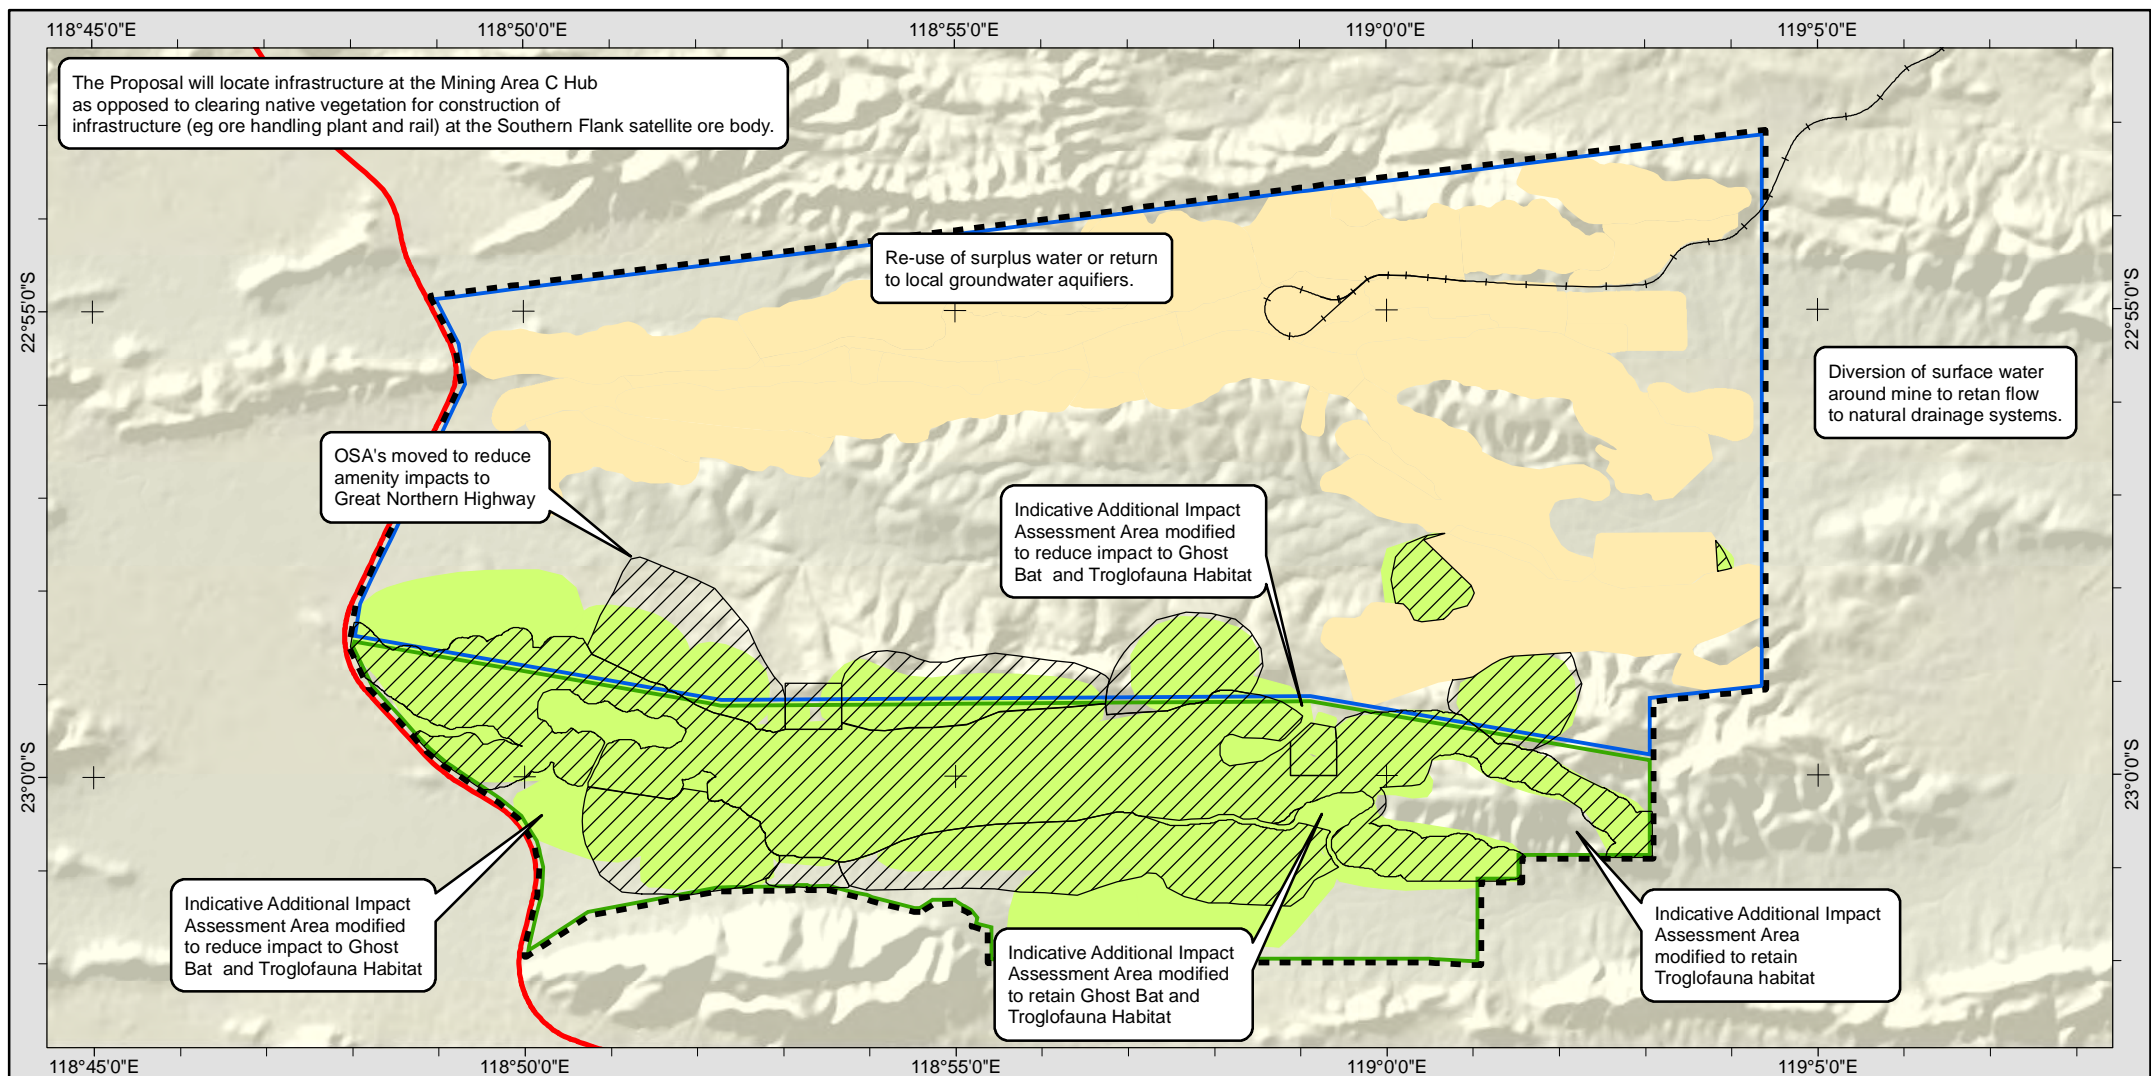 118°45'0"E
118°50'0"E
118°55'0"E
119°0'0"E
119°5'0"E
The Proposal will locate infrastructure at the Mining Area C Hub
as opposed to clearing native vegetation for construction of
infrastructure (eg ore handling plant and rail) at the Southern Flank satellite ore body.
Re-use of surplus water or return
to local groundwater aquifiers.
22°55'0"S
22°55'0"S
Diversion of surface water
around mine to retan flow
to natural drainage systems.
OSA's moved to reduce
amenity impacts to
Great Northern Highway
Indicative Additional Impact
Assessment Area modified
to reduce impact to Ghost
Bat and Troglofauna Habitat
23°0'0"S
23°0'0"S
Indicative Additional Impact
Assessment Area modified
to reduce impact to Ghost
Bat and Troglofauna Habitat
Indicative Additional Impact
Assessment Area modified
to retain Ghost Bat and
Troglofauna Habitat
Indicative Additional Impact
Assessment Area
modified to retain
Troglofauna habitat
118°45'0"E
118°50'0"E
118°55'0"E
119°0'0"E
119°5'0"E